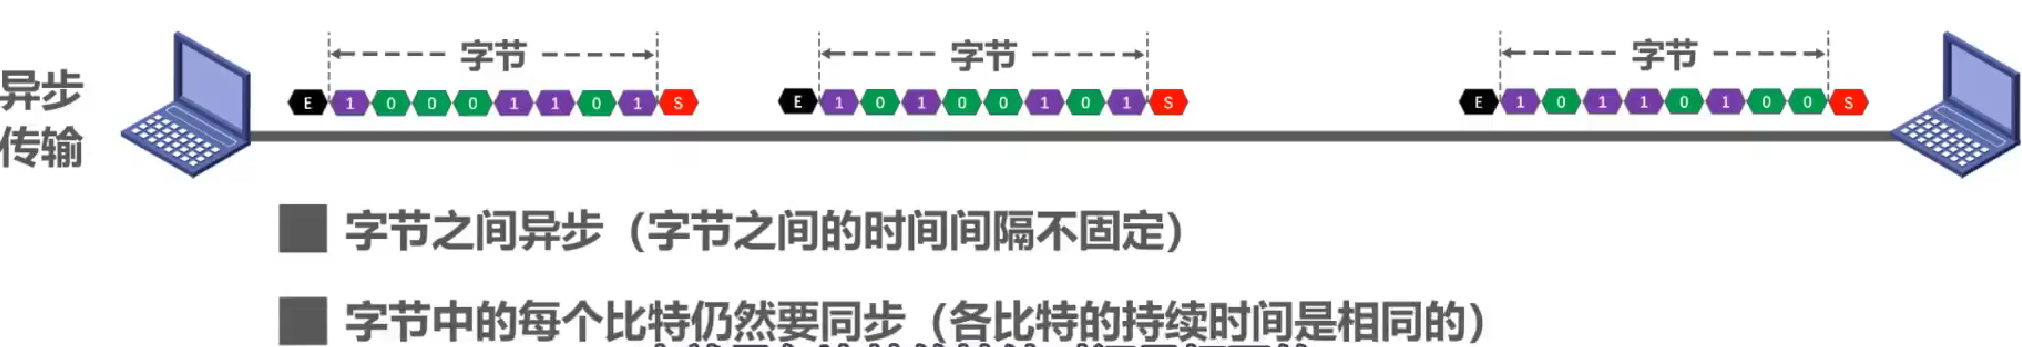 异步
传输
字节 字节 字节
E 1 0 0 0 1 1 0 1 S E 1 0 1 0 0 1 0 1 S E 1 0 1 1 0 1 0 0 S
字节之间异步（字节之间的时间间隔不固定）
字节中的每个比特仍然要同步（各比特的持续时间是相同的）